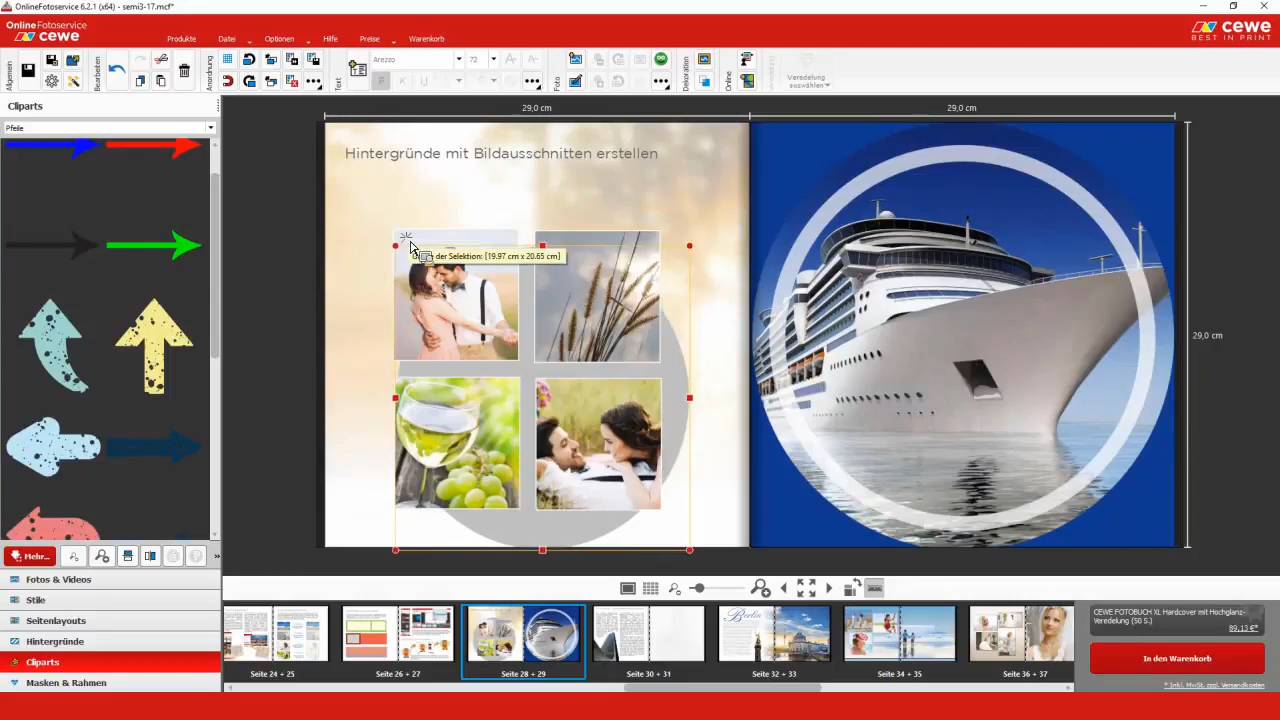 OnlineFotoservice 6.2.1 (x64) - semi3-17.mcf*
OnlineFotoservice
cewe
Produkte
Datei
Optionen
Hilfe
Preise
Warenkorb
cewe
BEST IN PRINT
Allgemein
Bearbeiten
Anordnung
Text
Arezzo
72
F
K
U
Foto
Dekoration
Online
Veredelung
Veredelung
auswählen
Cliparts
Pfeile
29,0 cm
29,0 cm
29,0 cm
Hintergründe mit Bildausschnitten erstellen
der Selektion: [19.97 cm x 20.65 cm]
Mehr...
Fotos & Videos
Stile
Seitenlayouts
Hintergründe
Cliparts
Masken & Rahmen
Berlin
Seite 24 + 25
Seite 26 + 27
Seite 28 + 29
Seite 30 + 31
Seite 32 + 33
Seite 34 + 35
Seite 36 + 37
CEWE FOTOBUCH XL Hardcover mit Hochglanz-
Veredelung (50 S.)
89,13 €*
In den Warenkorb
* Inkl. MwSt. zzgl. Versandkosten